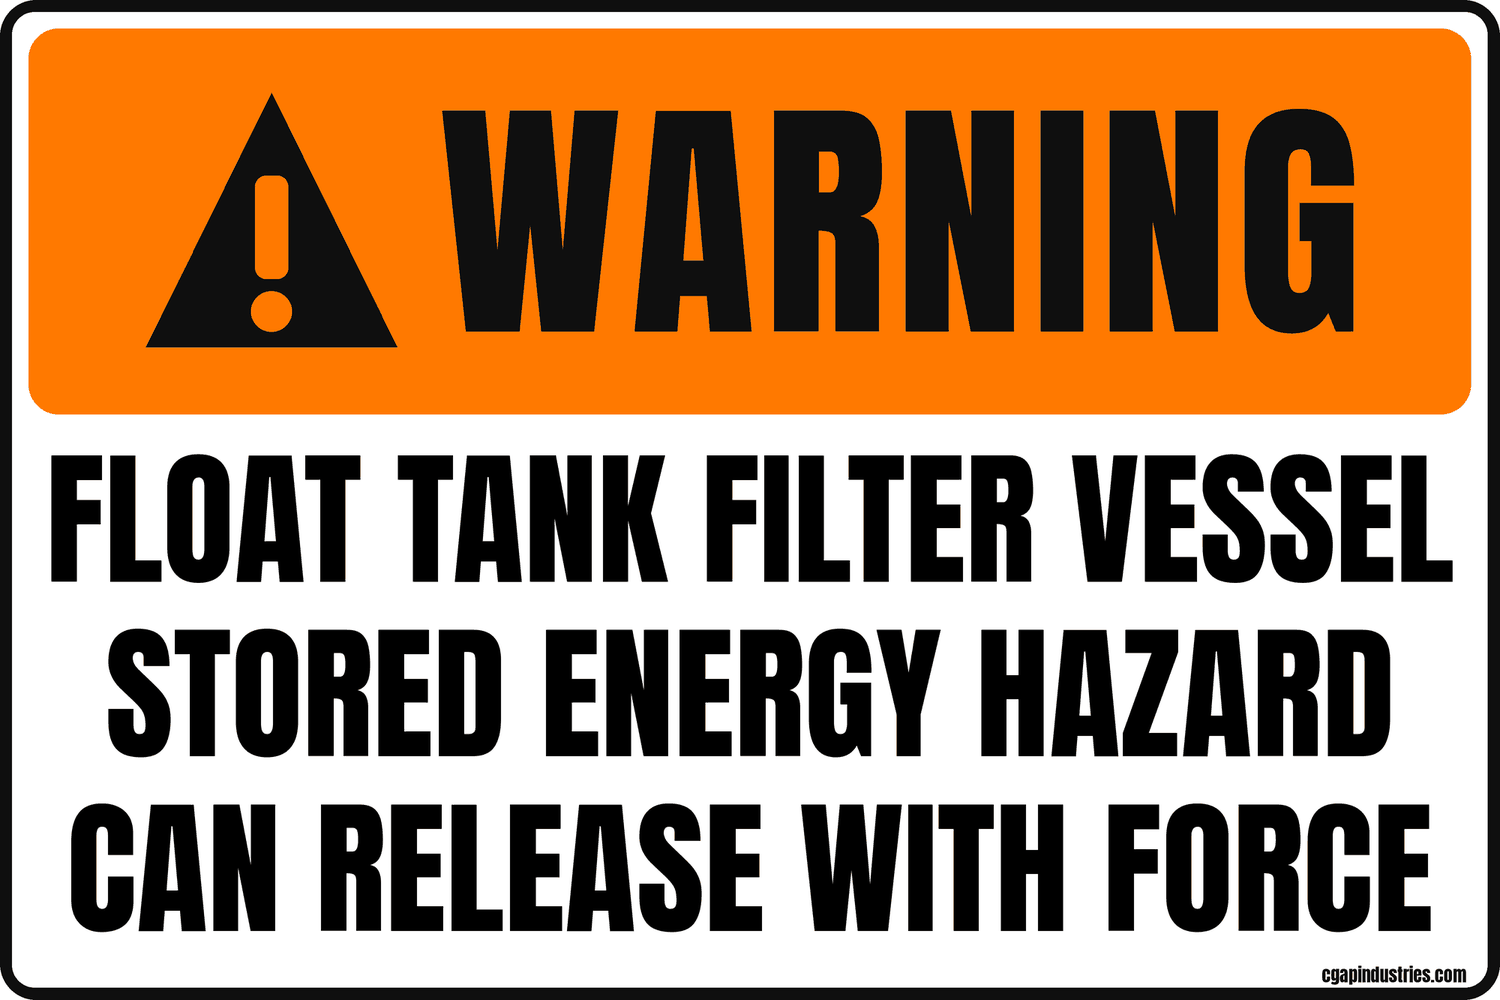 WARNING
FLOAT TANK FILTER VESSEL
STORED ENERGY HAZARD
CAN RELEASE WITH FORCE
cgapindustries.com